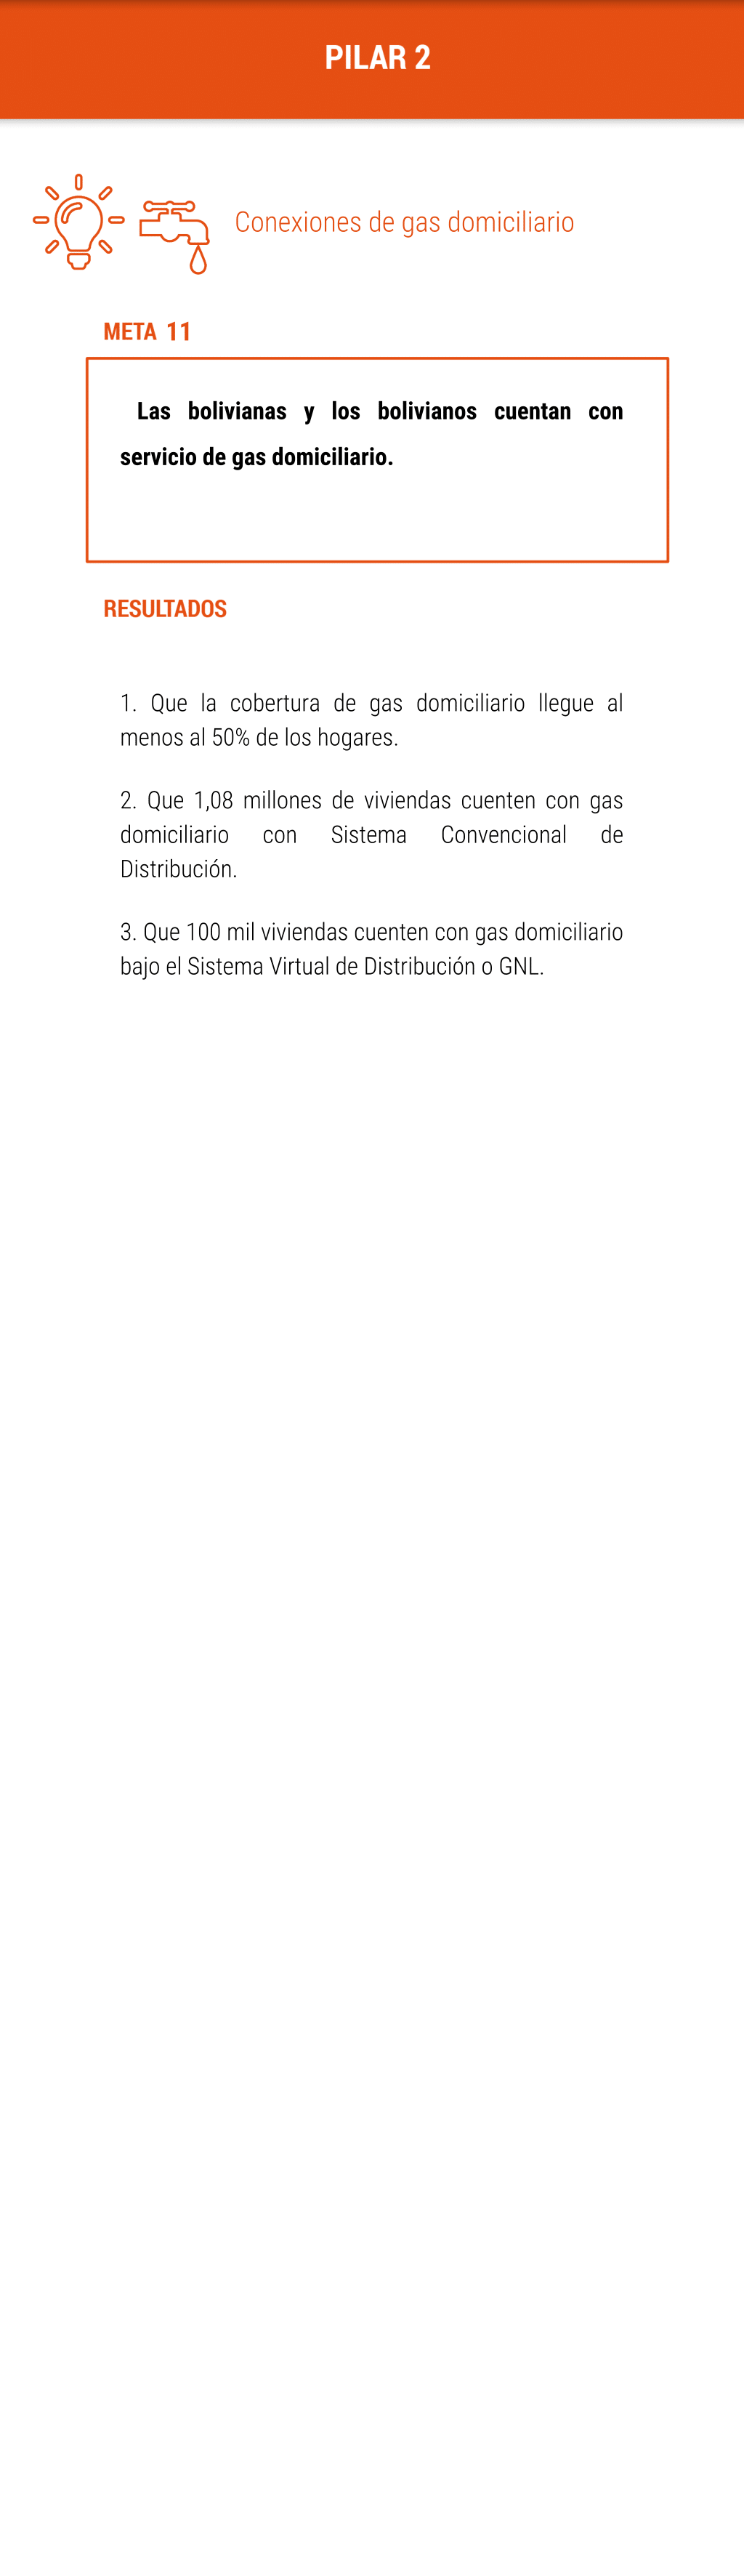 PILAR 2
Conexiones de gas domiciliario
META 11
Las bolivianas y los bolivianos cuentan con
servicio de gas domiciliario.
RESULTADOS
1. Que la cobertura de gas domiciliario llegue al
menos al 50% de los hogares.
2. Que 1,08 millones de viviendas cuenten con gas
domiciliario con Sistema Convencional de
Distribución.
3. Que 100 mil viviendas cuenten con gas domiciliario
bajo el Sistema Virtual de Distribución o GNL.